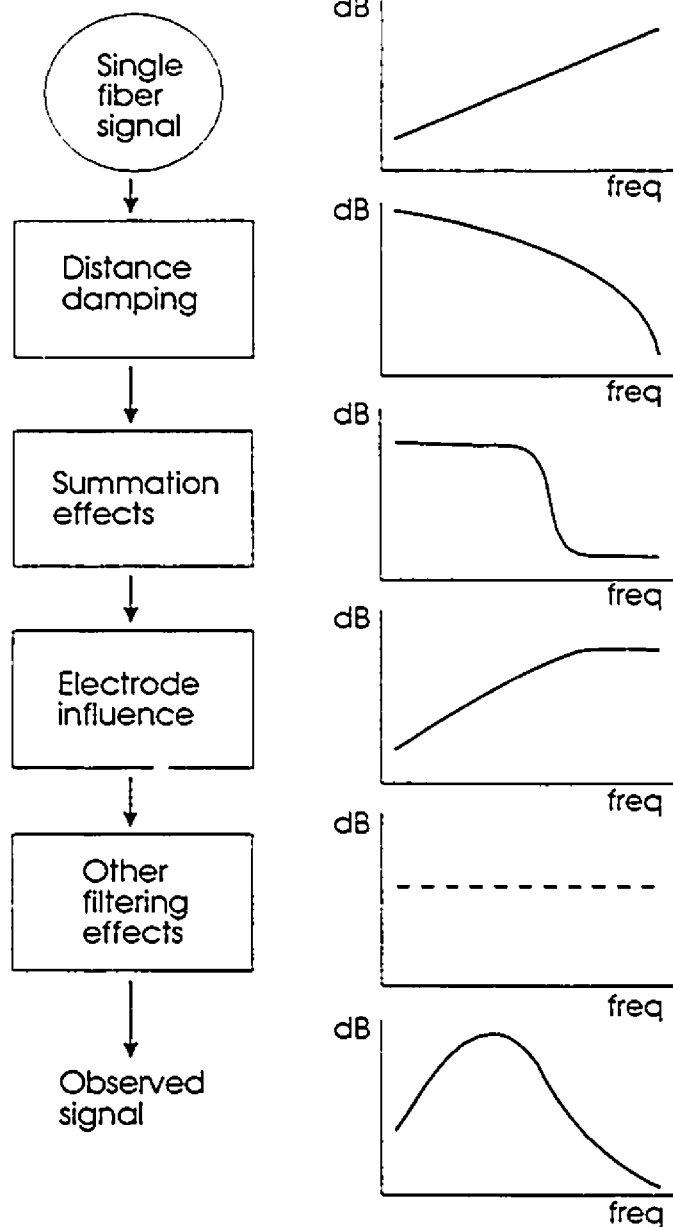 dB
Single
fiber
signal
freq
dB
Distance
damping
freq
dB
Summation
effects
freq
dB
Electrode
influence
freq
dB
Other
filtering
effects
freq
dB
Observed
signal
freq